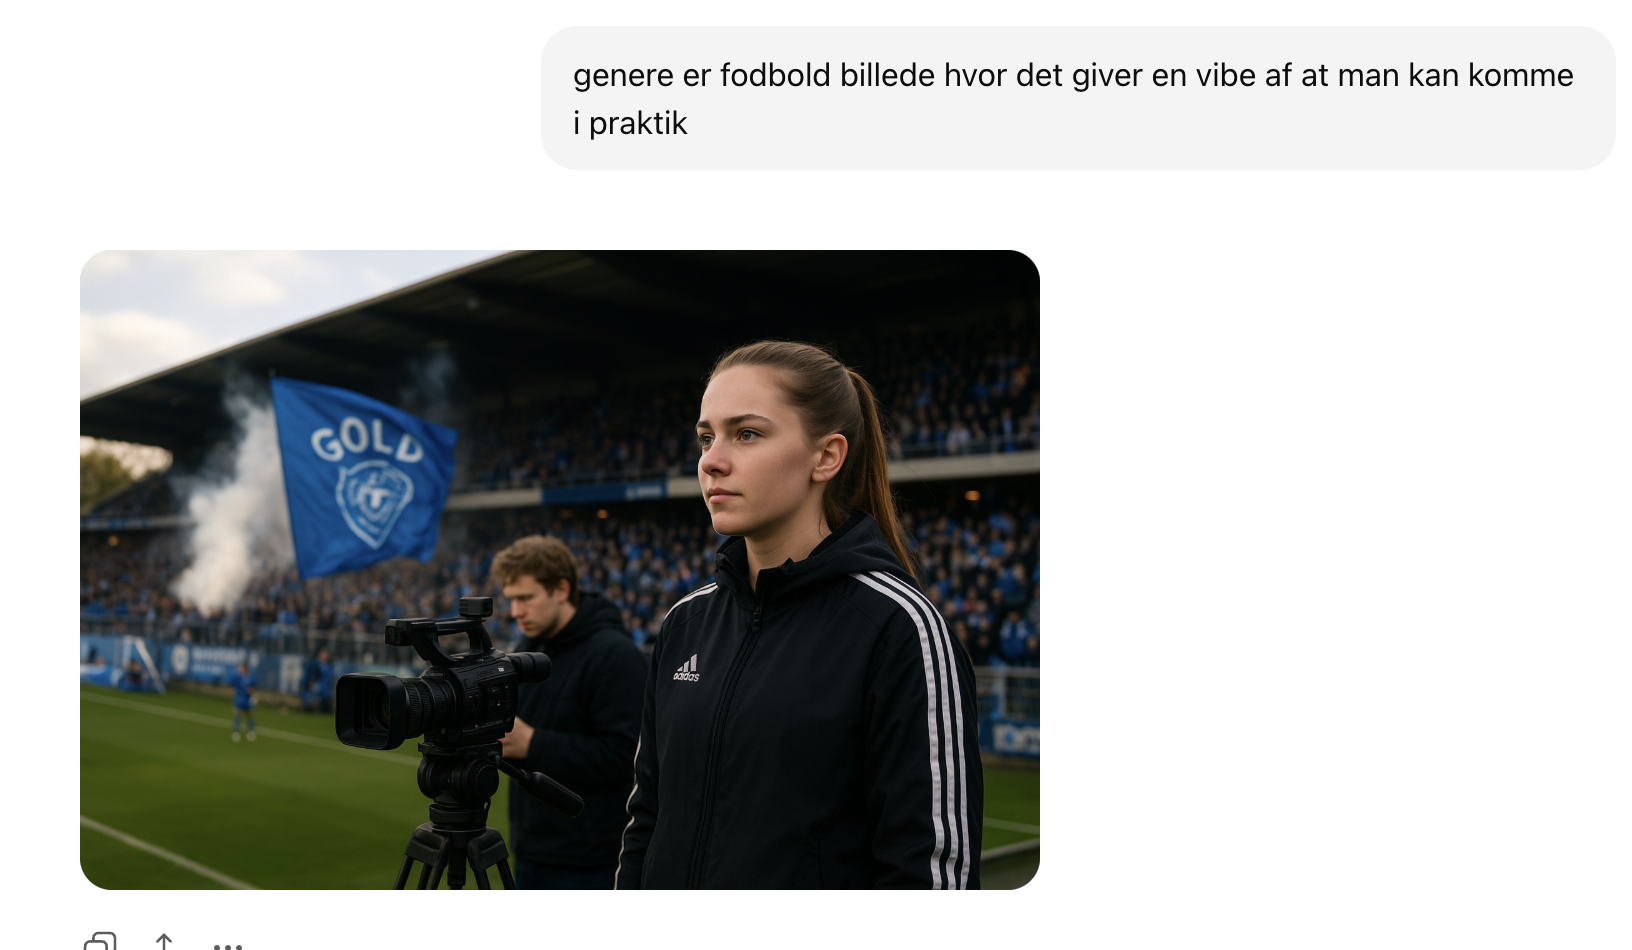 genere er fodbold billede hvor det giver en vibe af at man kan komme
i praktik
GOLD
adidas